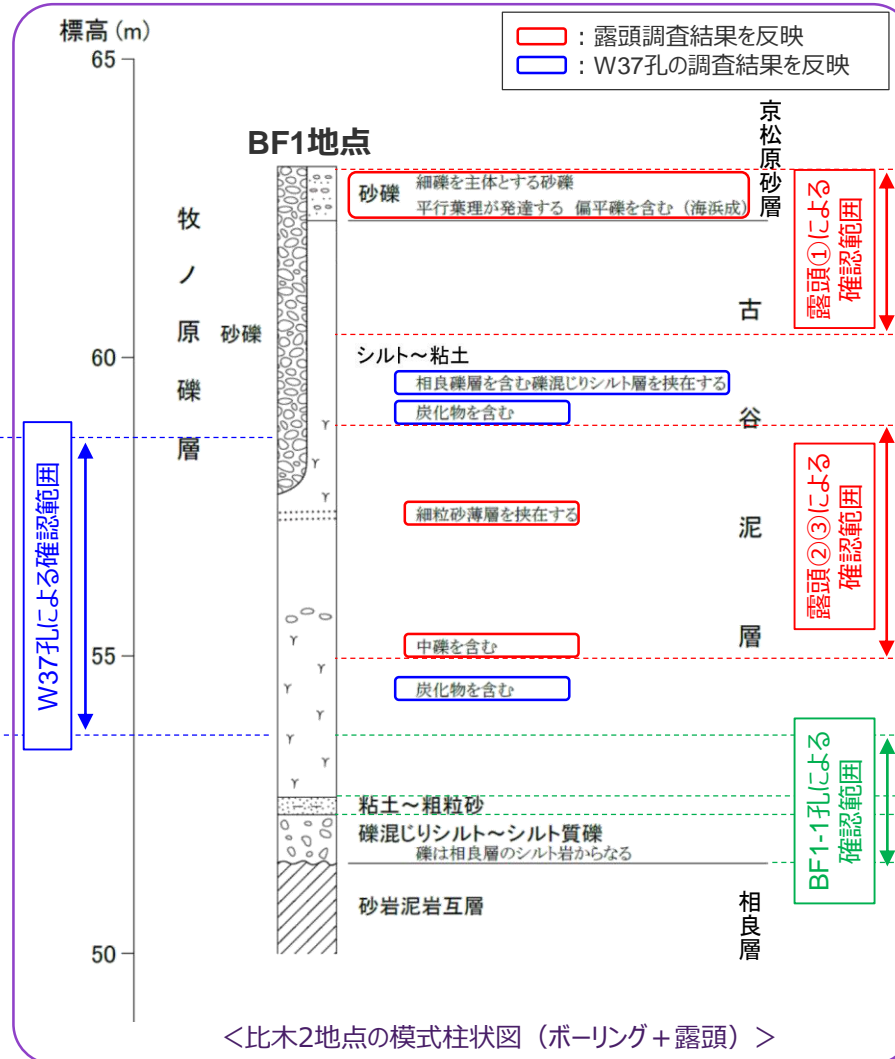 標高 (m)
65
：露頭調査結果を反映
：W37孔の調査結果を反映
BF1地点
京松原砂層
砂礫
細礫を主体とする砂礫
平行葉理が発達する 偏平礫を含む（海浜成）
露頭①による
確認範囲
牧ノ原礫層
砂礫
60
シルト～粘土
相良礫層を含む礫混じりシルト層を挟在する
炭化物を含む
古谷泥層
W37孔による確認範囲
細粒砂薄層を挟在する
露頭②③による
確認範囲
55
中礫を含む
炭化物を含む
粘土～粗粒砂
礫混じりシルト～シルト質礫
礫は相良層のシルト岩からなる
BF1-1孔による
確認範囲
砂岩泥岩互層
相良層
50
＜比木2地点の模式柱状図（ボーリング＋露頭）＞